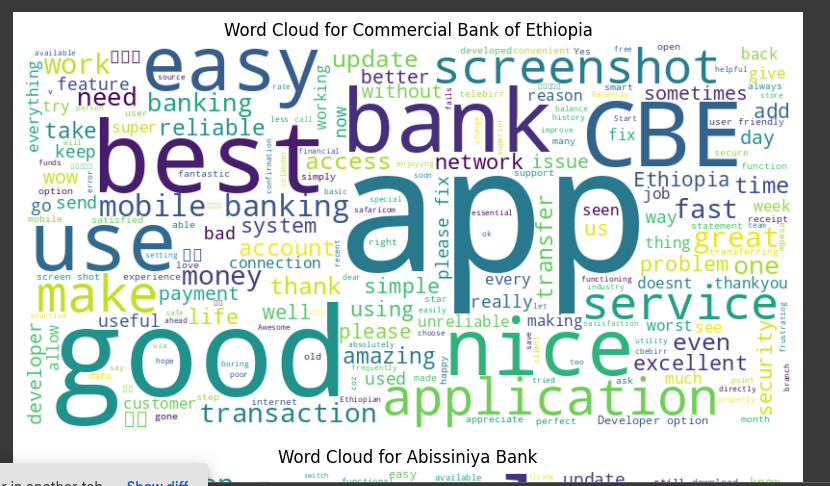 Word Cloud for Commercial Bank of Ethiopia
available
work
easy
source
rate
working
update
better
without
telebirr
developed
convenient
Yes
free
open
screenshot
reason
smart
sometimes
helpful
back
give
always
store
everything
v
feature
need
try
person
user
banking
less call
now
bank
fails
change
superior
Recently
balance
history
improve
many
Start
CBE
add
user friendly
day
fix
secure
take
super
reliable
best
will
keep
funds
wow
error
option
fantastic
confirmation
financial
simply
basic
access
enjoying
network
issue
support
soon
function
Ethiopia
job
time
go
send
mobile banking
mobile
satisfied
able
special
safaricom
app
essential
ok
right
please fix
transfer
seen
us
way
fast
week
receipt
statement
team
use
bad
system
account
setting
love
connection
recent
thing
great
transferring
mpesa
problem
one
screen shot
experience
money
thank
dear
simple
every
functioning
industry
doesnt
thankyou
make
payment
star
easily
really
let
service
inactive
useful
safe
ahead
life
well
using
unreliable
making
satisfaction
worst
see
frustrating
developer
allow
good
via
hope
Awesome
boring
poor
old
please
absolutely
choose
nice
save
client
two
utility
cbebirr
even
excellent
security
branch
say
data
amazing
frequently
coz
used
made
happy
tried
ask
much
point
directly
properly
customer
gone
step
internet
Ethiopian
transaction
application
appreciate
perfect
Developer option
month
Word Cloud for Abissiniya Bank
switch
functional
easy
available
trying
update
still
download
know
in another tab
Show diff